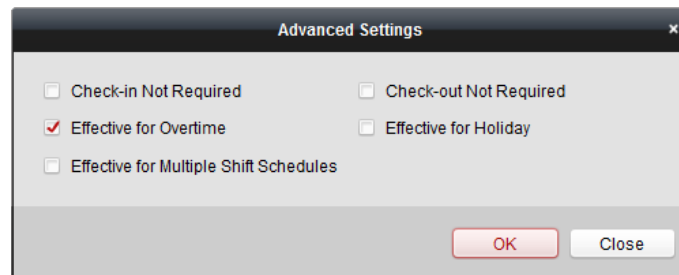 Advanced Settings
Check-in Not Required
Check-out Not Required
Effective for Overtime
Effective for Holiday
Effective for Multiple Shift Schedules
OK
Close